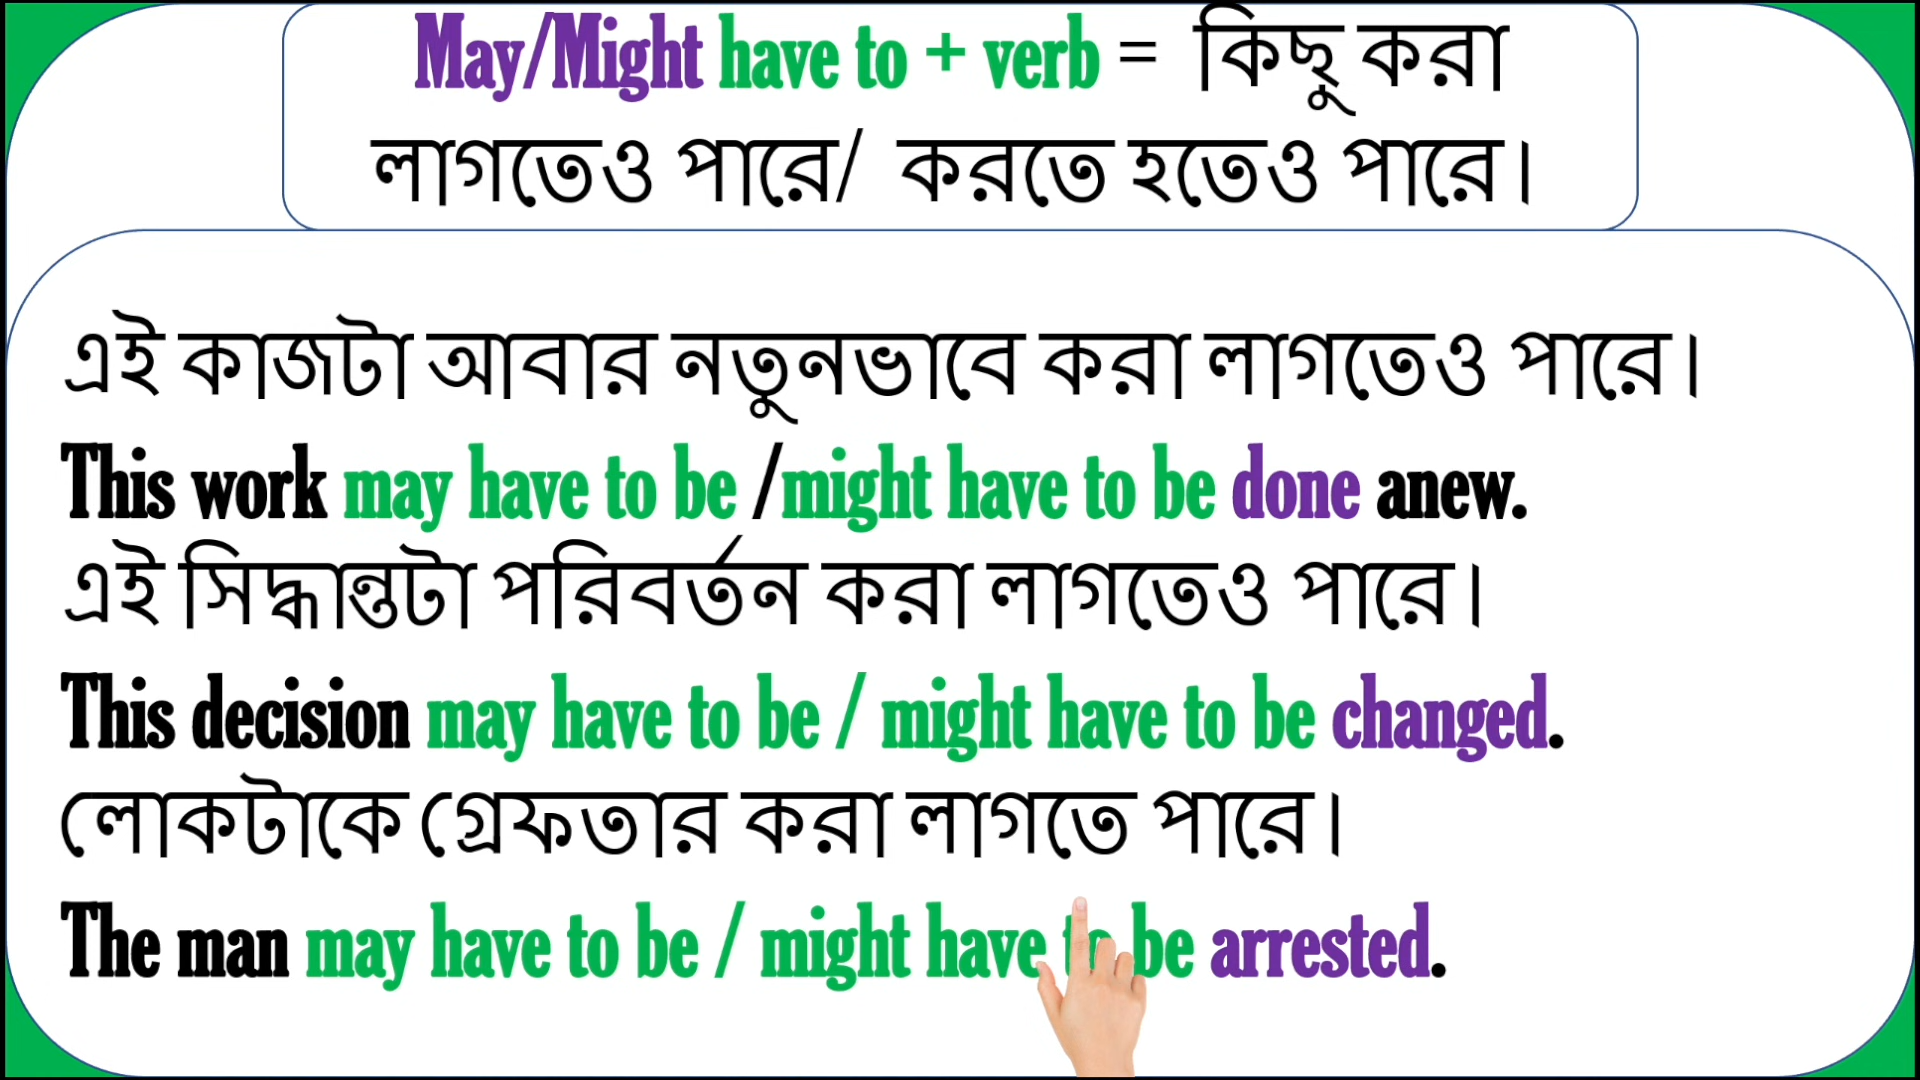 May/Might have to + verb = কিছু করা
লাগতেও পারে/ করতে হতেও পারে।
এই কাজটা আবার নতুনভাবে করা লাগতেও পারে।
This work may have to be /might have to be done anew.
এই সিদ্ধান্তটা পরিবর্তন করা লাগতেও পারে।
This decision may have to be / might have to be changed.
লোকটাকে গ্রেফতার করা লাগতে পারে।
The man may have to be / might have to be arrested.